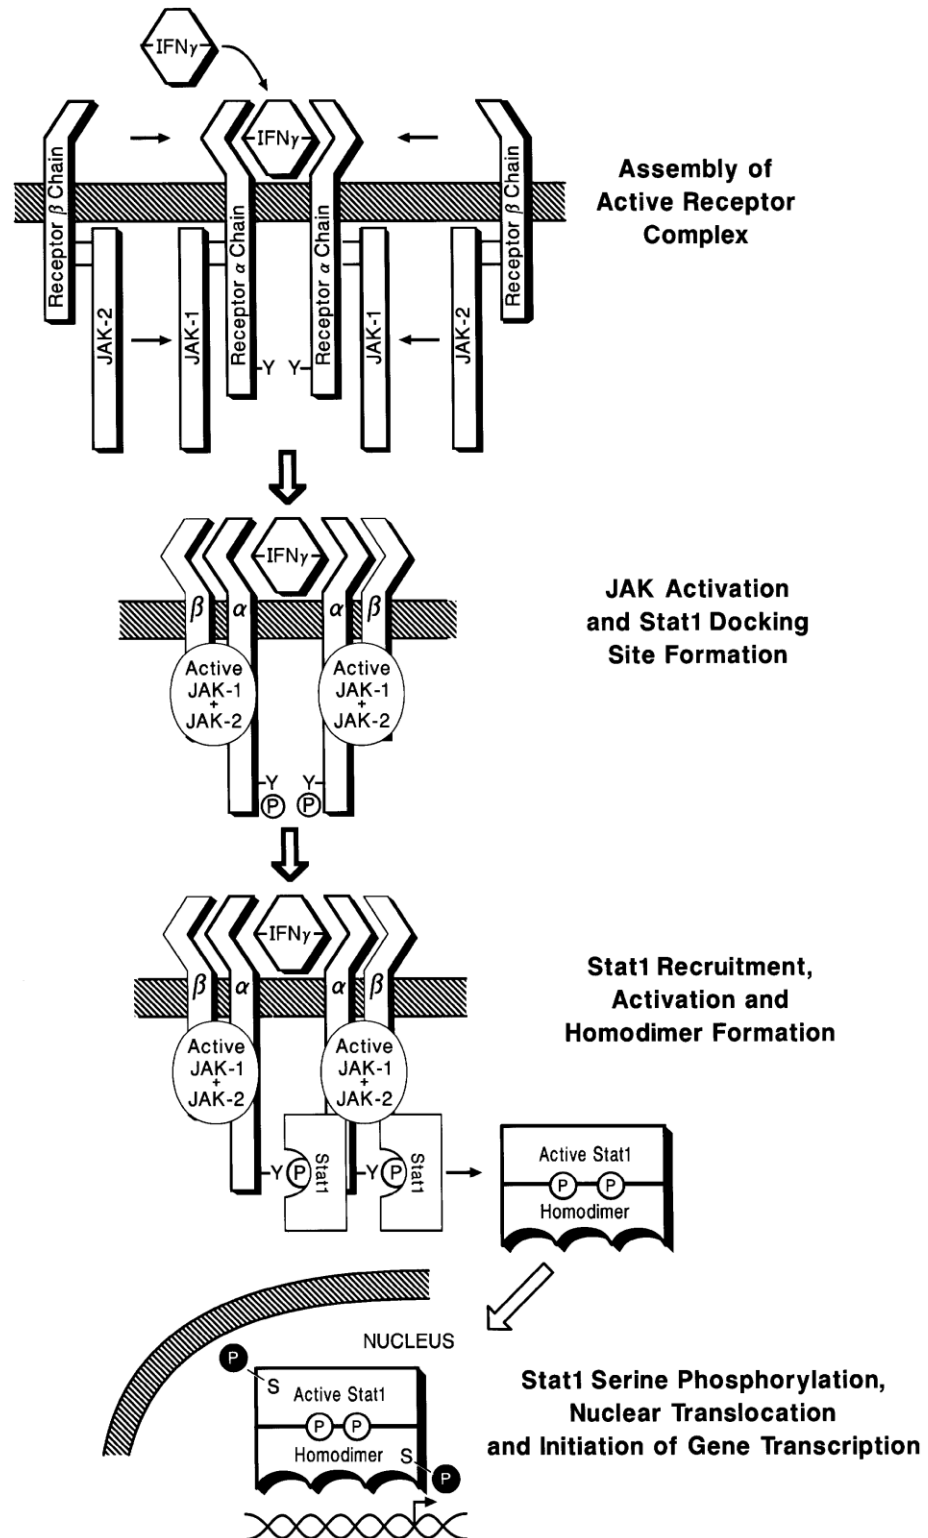 IFNγ
IFNγ
Receptor β Chain
JAK-2
JAK-1
Receptor α Chain
Y
Y
Receptor α Chain
JAK-1
JAK-2
Receptor β Chain
Assembly of
Active Receptor
Complex
β
α
IFNγ
α
β
Active
JAK-1
+
JAK-2
Active
JAK-1
+
JAK-2
Y
P
Y
P
JAK Activation
and Stat1 Docking
Site Formation
β
α
IFNγ
α
β
Active
JAK-1
+
JAK-2
Active
JAK-1
+
JAK-2
Y
P
Stat1
Y
P
Stat1
Stat1 Recruitment,
Activation and
Homodimer Formation
Active Stat1
P P
Homodimer
NUCLEUS
P
S
Active Stat1
P P
Homodimer
S
P
Stat1 Serine Phosphorylation,
Nuclear Translocation
and Initiation of Gene Transcription